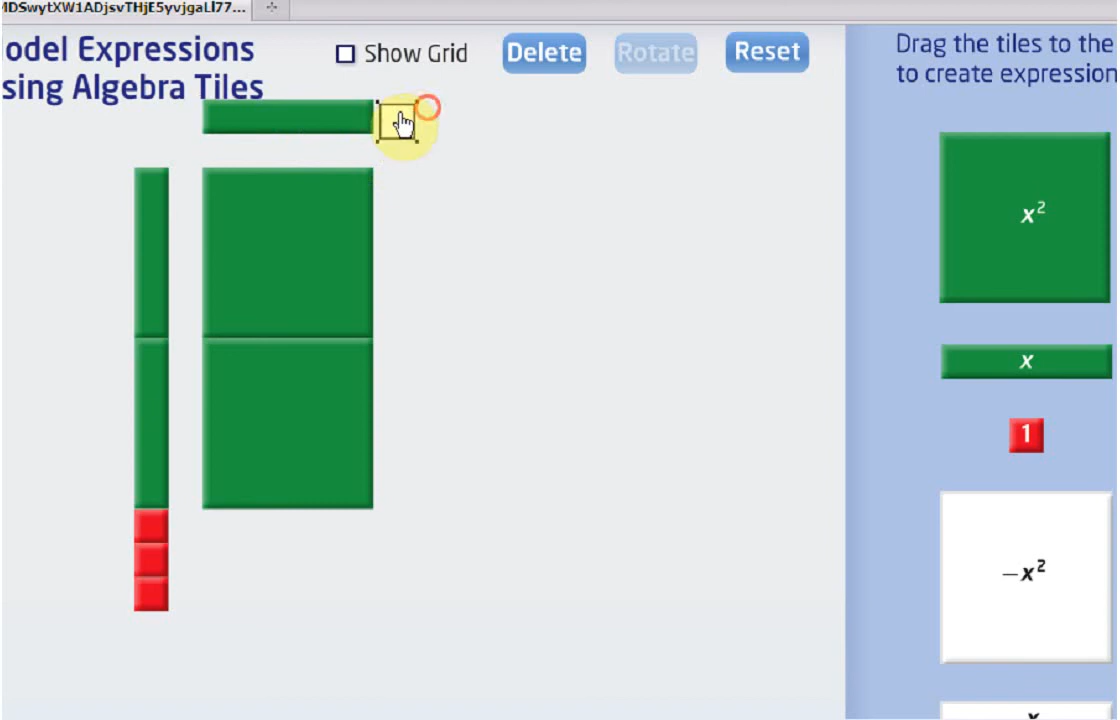 MDSwytXW1ADjsvTHjE5yvjgaLl77...
odel Expressions
sing Algebra Tiles
Show Grid
Delete
Rotate
Reset
Drag the tiles to the
to create expression
x²
x
1
−x²
x